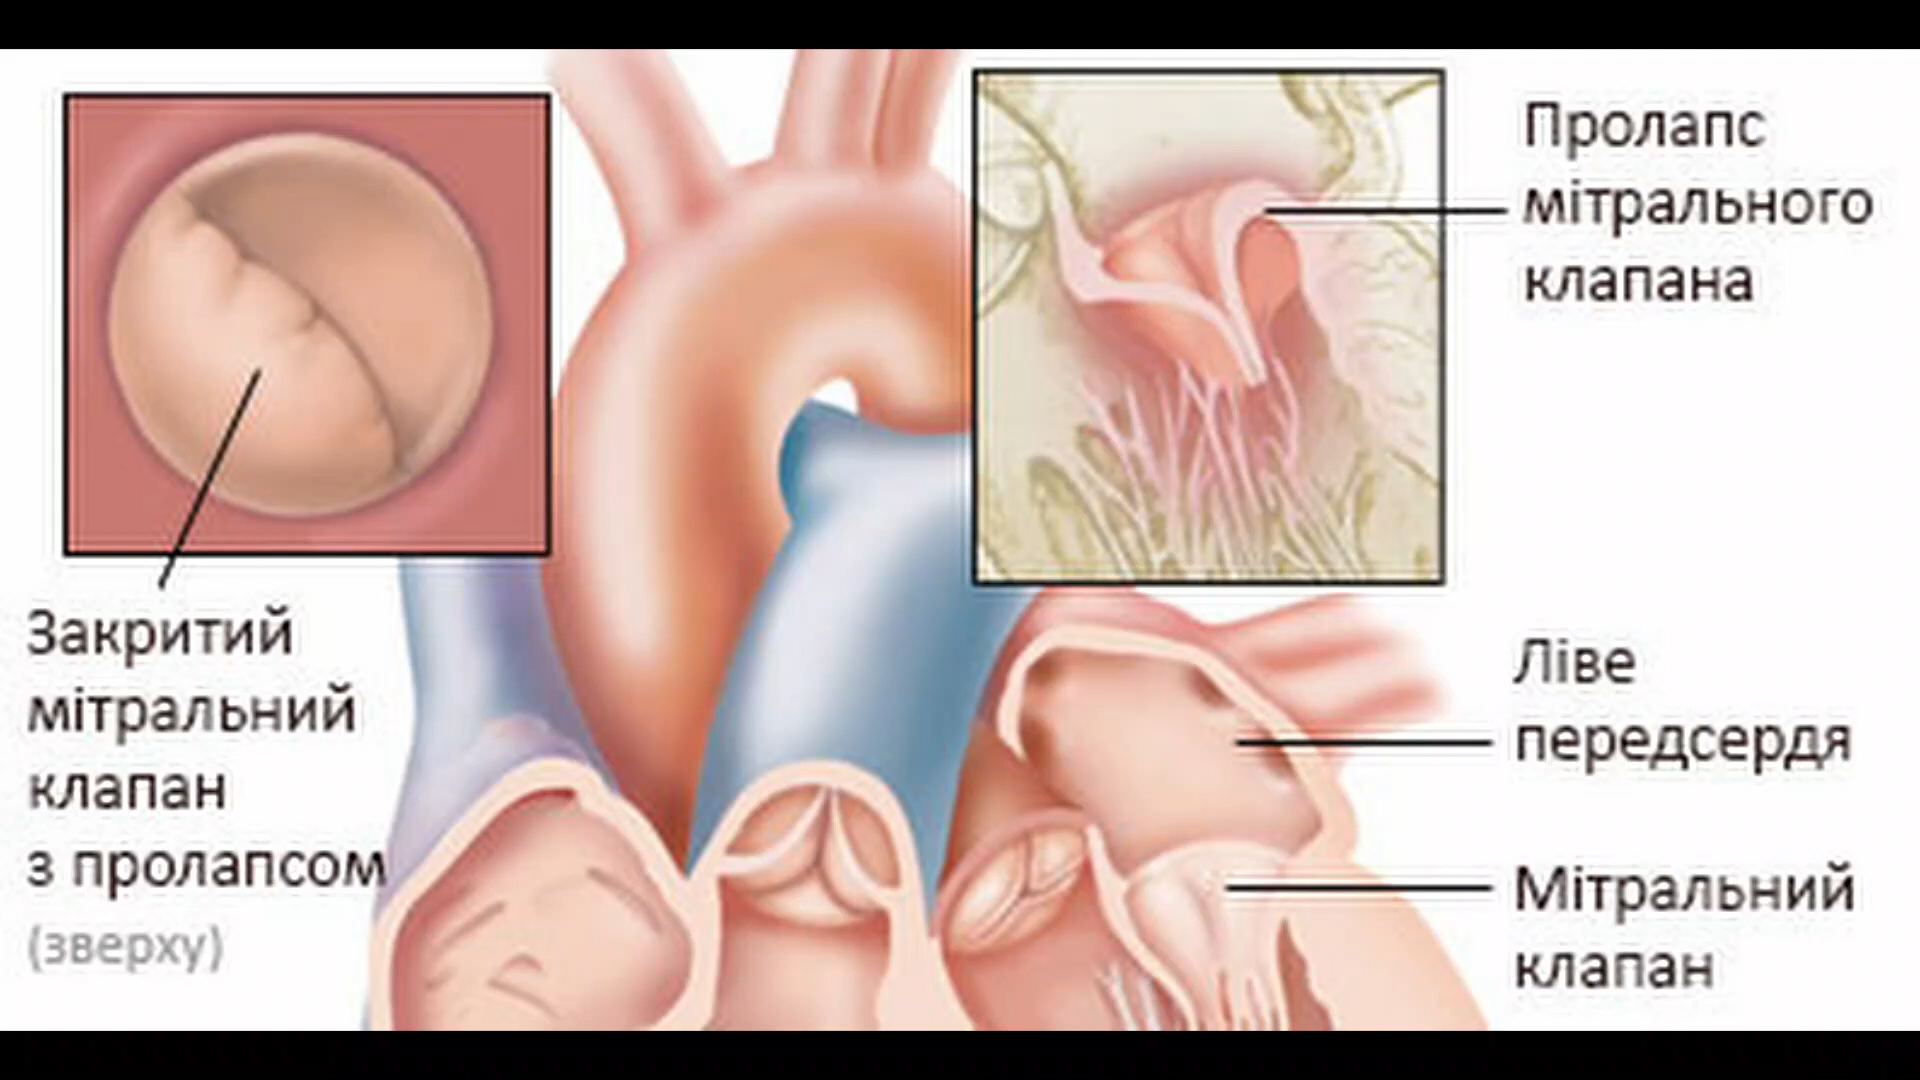 Пролапс
мітрального
клапана
Закритий
мітральний
клапан
з пролапсом
(зверху)
Ліве
передсердя
Мітральний
клапан